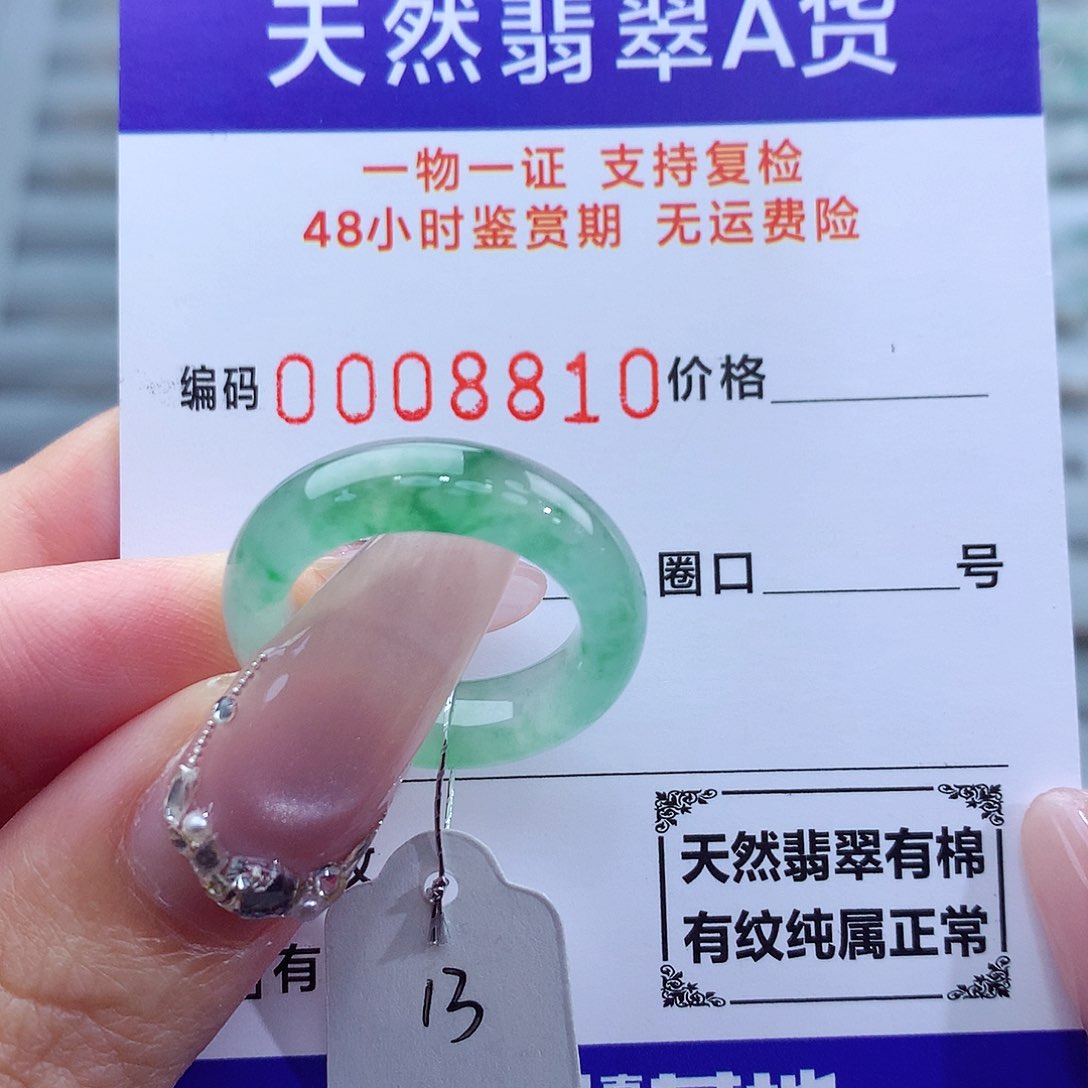 天然翡翠A货
一物一证 支持复检
48小时鉴赏期 无运费险
编码 0008810 价格
圈口 号
天然翡翠有棉
有纹纯属正常
有
13